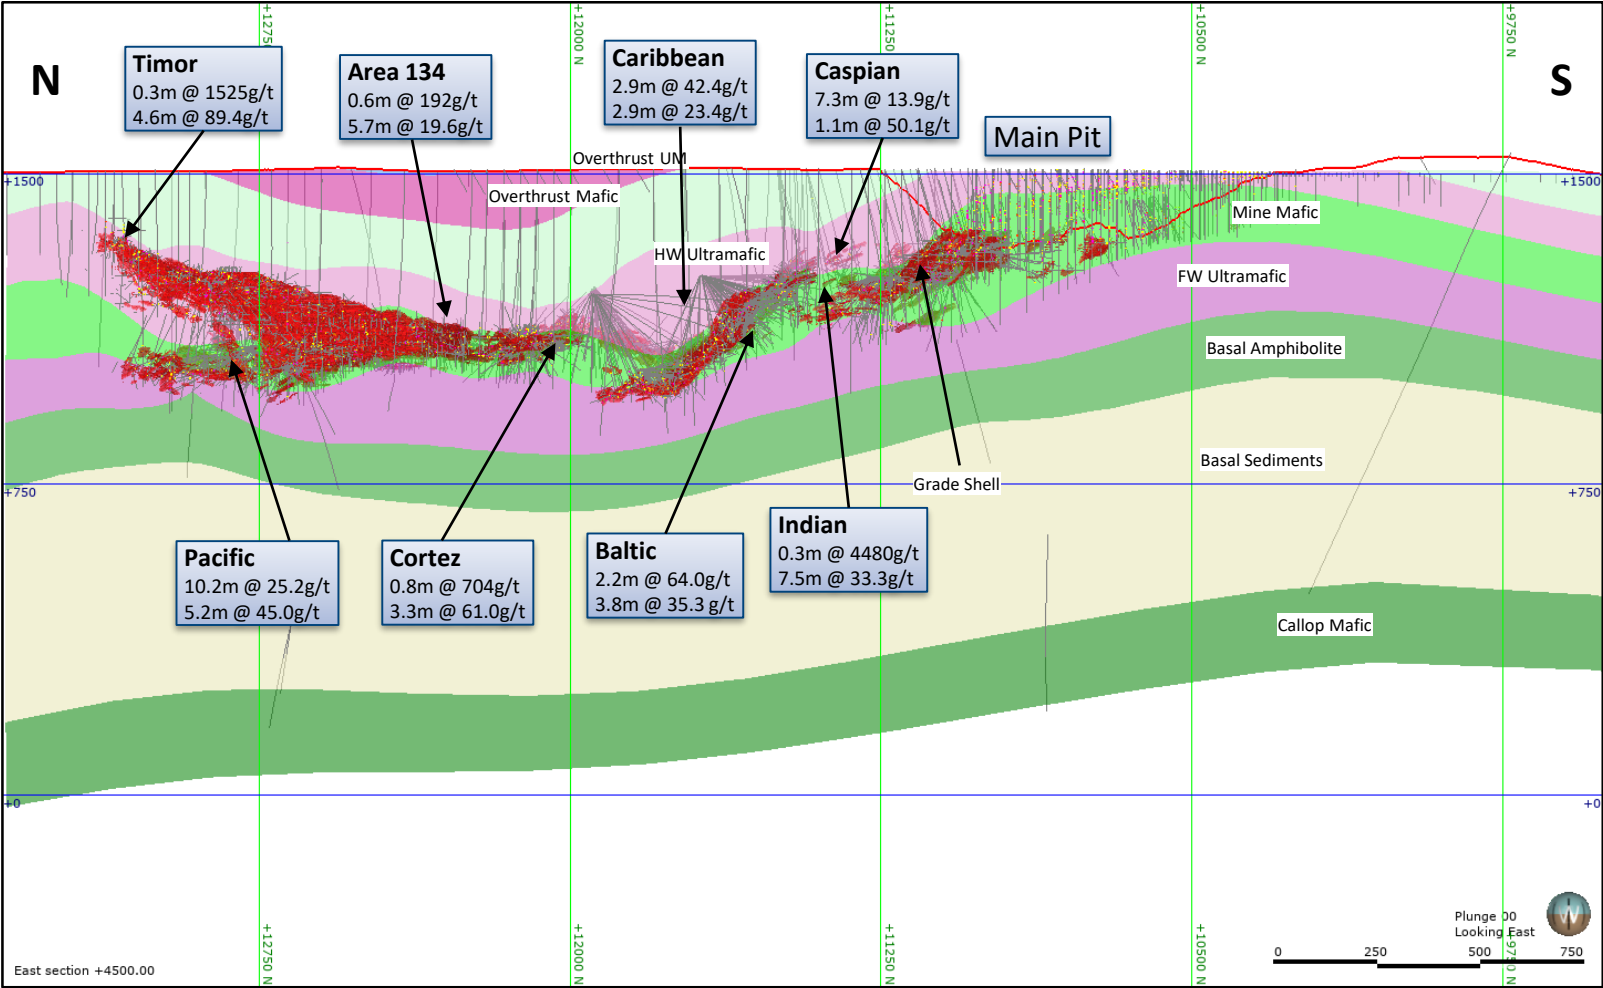 +12750 N
+12000 N
+11250 N
+10500 N
+9750 N
N
S
Timor
0.3m @ 1525g/t
4.6m @ 89.4g/t
Area 134
0.6m @ 192g/t
5.7m @ 19.6g/t
Caribbean
2.9m @ 42.4g/t
2.9m @ 23.4g/t
Caspian
7.3m @ 13.9g/t
1.1m @ 50.1g/t
Main Pit
Overthrust UM
+1500
+1500
Overthrust Mafic
Mine Mafic
HW Ultramafic
FW Ultramafic
Basal Amphibolite
Basal Sediments
Grade Shell
+750
+750
Indian
0.3m @ 4480g/t
7.5m @ 33.3g/t
Baltic
2.2m @ 64.0g/t
3.8m @ 35.3 g/t
Pacific
10.2m @ 25.2g/t
5.2m @ 45.0g/t
Cortez
0.8m @ 704g/t
3.3m @ 61.0g/t
Callop Mafic
+0
+0
Plunge 00
Looking East
+12750 N
+12000 N
+11250 N
+10500 N
+9750 N
0 250 500 750
East section +4500.00